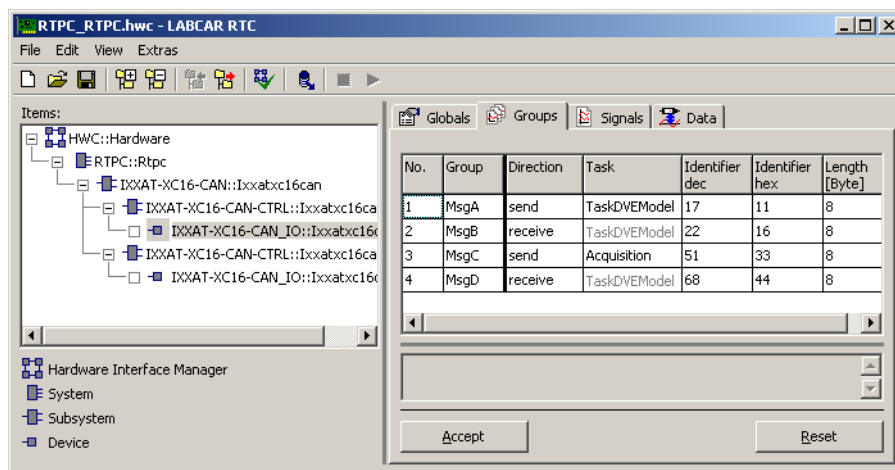 RTPC_RTPC.hwc - LABCAR RTC
File Edit View Extras
Items:
HWC::Hardware
RTPC::Rtpc
IXXAT-XC16-CAN::Ixxatxc16can
IXXAT-XC16-CAN-CTRL::Ixxatxc16ca
IXXAT-XC16-CAN_IO::Ixxatxc16c
IXXAT-XC16-CAN-CTRL::Ixxatxc16ca
IXXAT-XC16-CAN_IO::Ixxatxc16c
Hardware Interface Manager
System
Subsystem
Device
Globals Groups Signals Data
No. Group Direction Task Identifier dec Identifier hex Length [Byte]
1 MsgA send TaskDVEModel 17 11 8
2 MsgB receive TaskDVEModel 22 16 8
3 MsgC send Acquisition 51 33 8
4 MsgD receive TaskDVEModel 68 44 8
Accept Reset